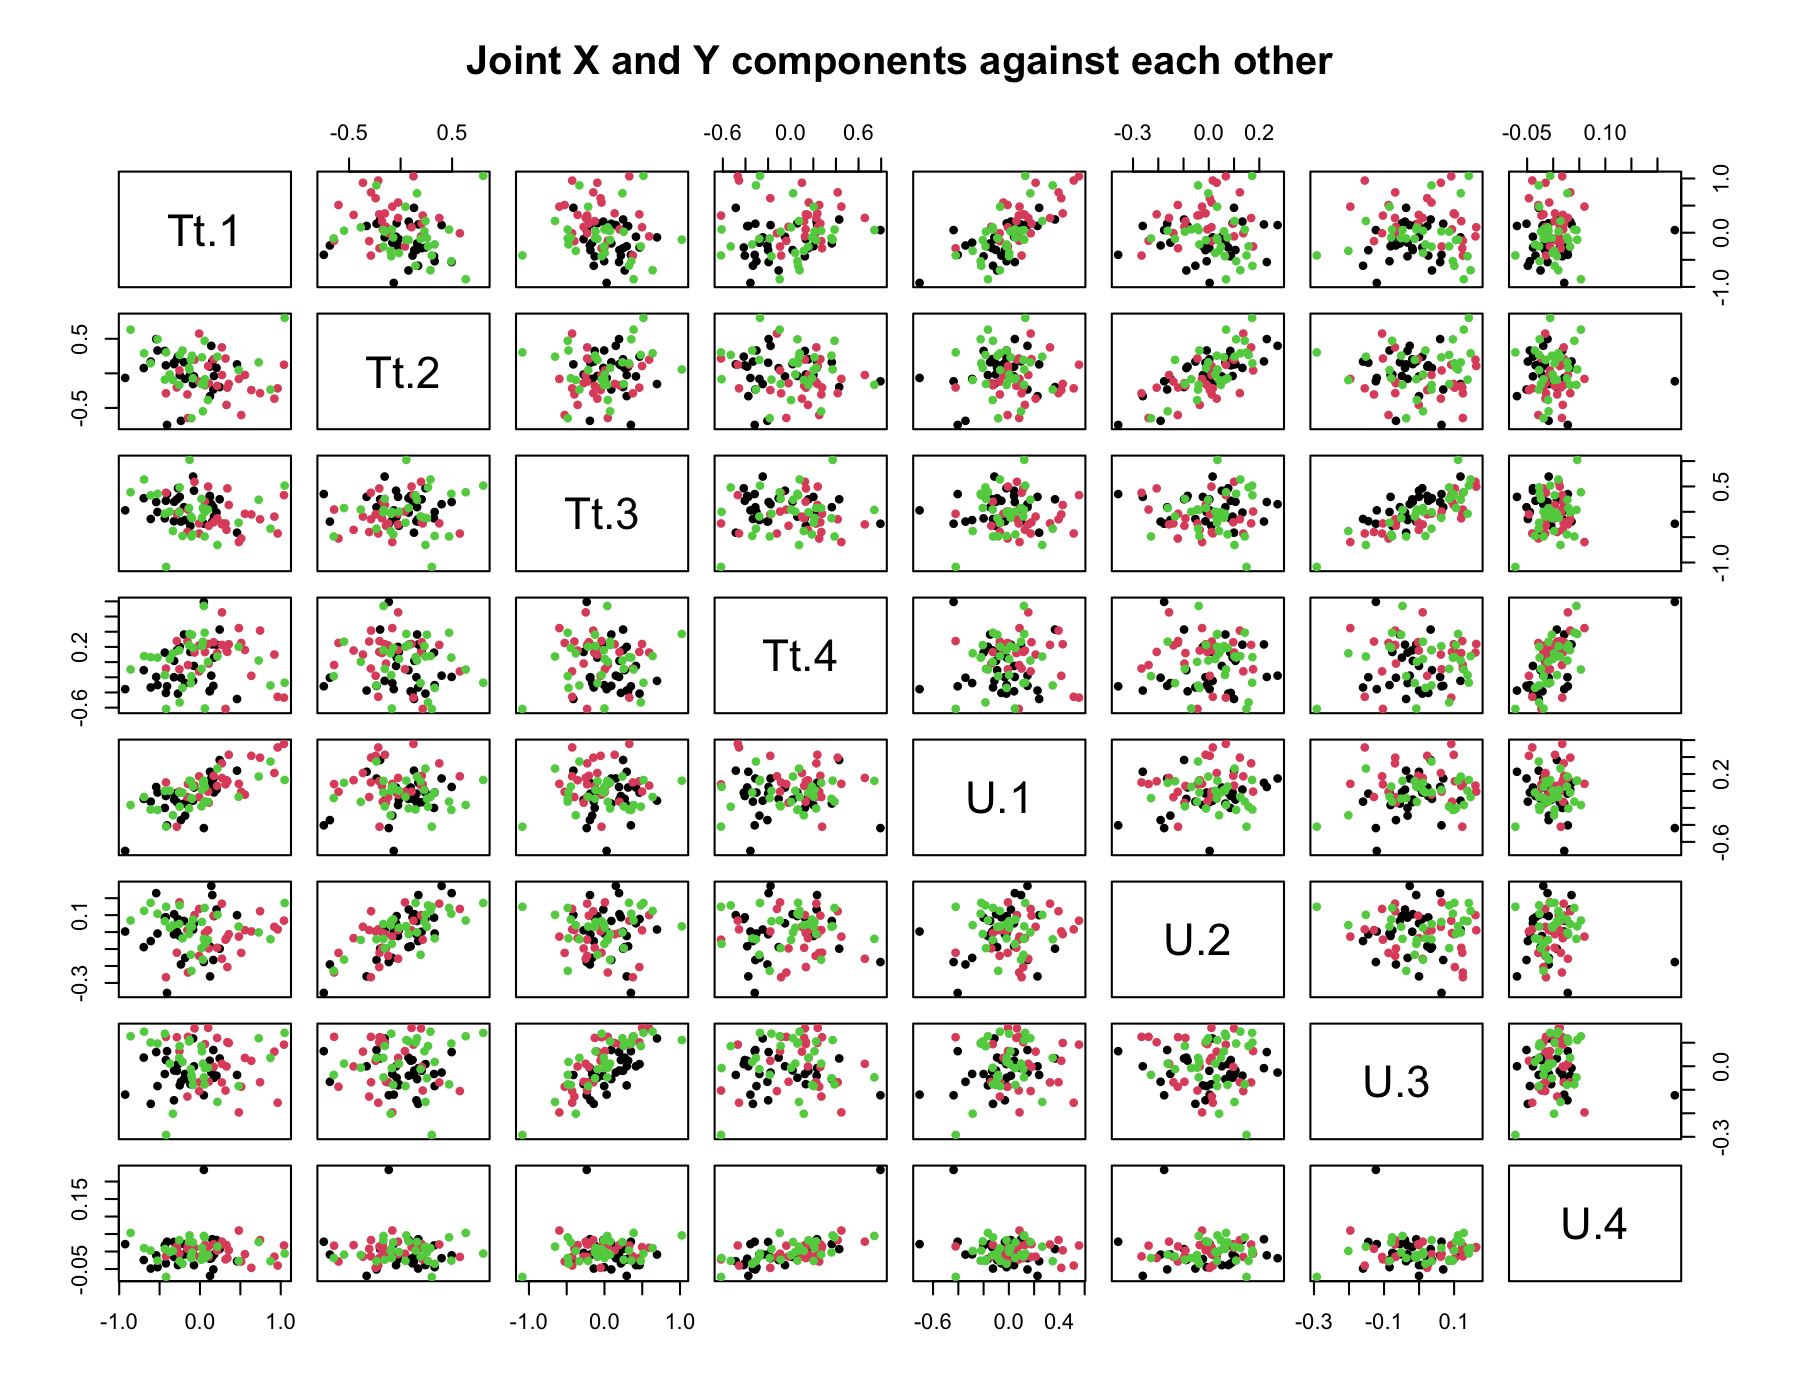 Joint X and Y components against each other
-0.5 0.5 -0.6 0.0 0.6 -0.3 0.0 0.2 -0.05 0.10
Tt.1 -1.0 0.0 1.0
-0.5 0.5 Tt.2
Tt.3 -1.0 0.5
-0.6 0.2 Tt.4
U.1 -0.6 0.2
-0.3 0.1 U.2
U.3 -0.3 0.0
-0.05 0.15 U.4
-1.0 0.0 1.0 -1.0 0.0 1.0 -0.6 0.0 0.4 -0.3 -0.1 0.1